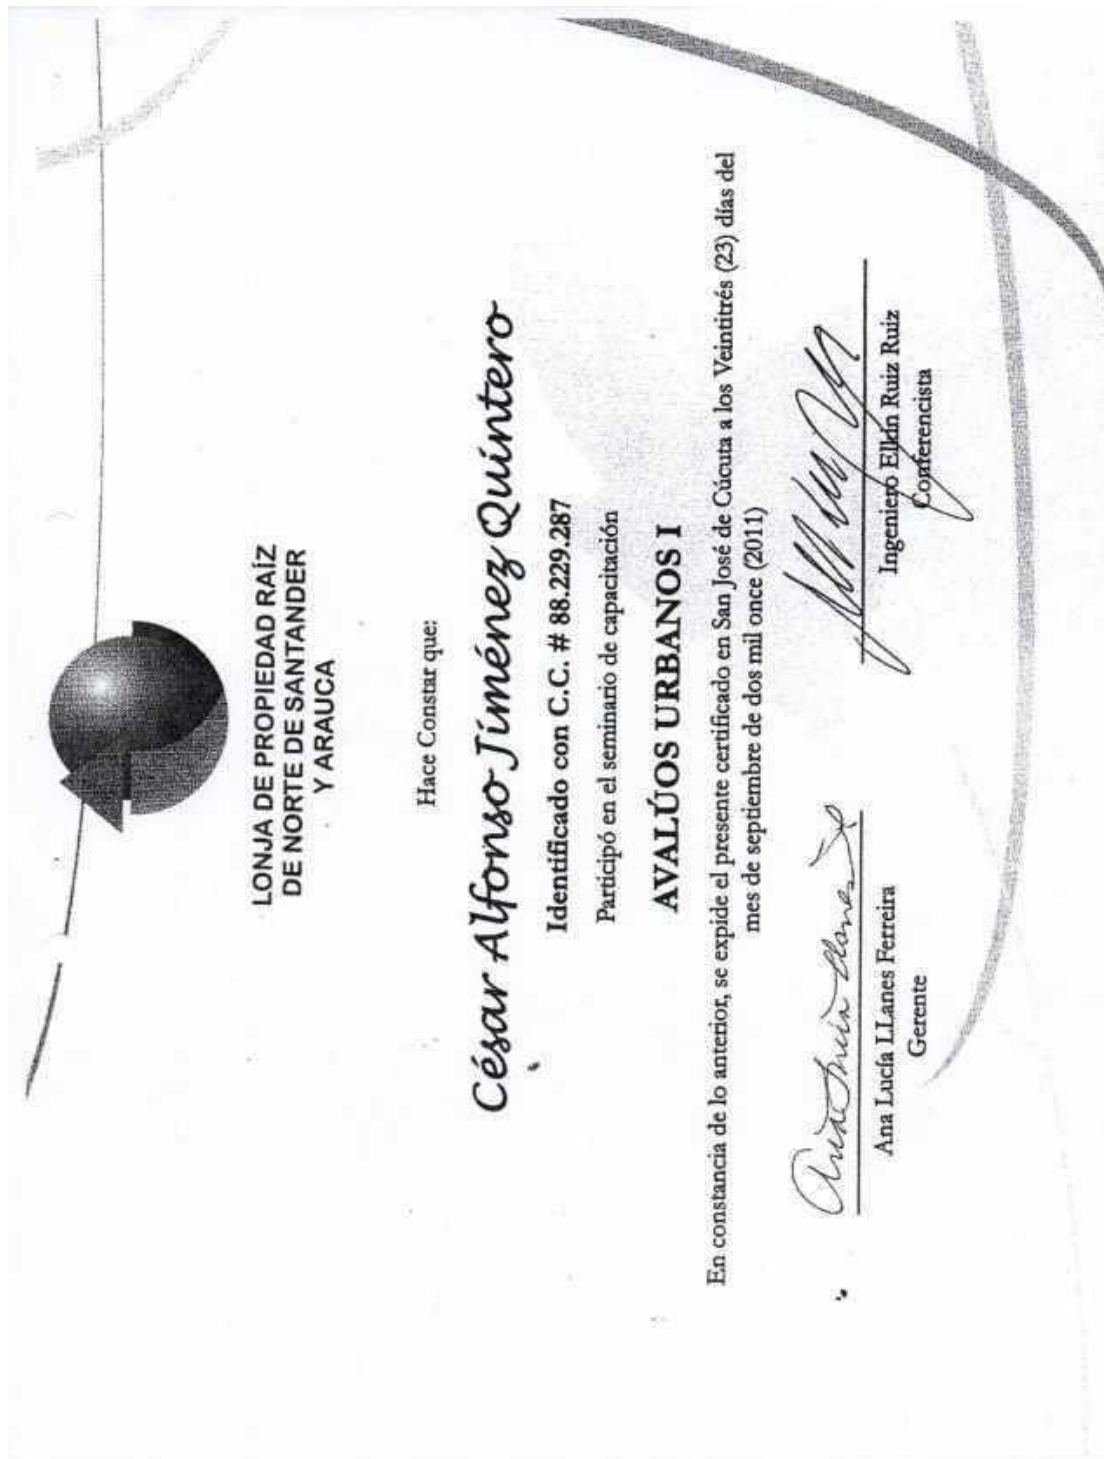 LONJA DE PROPIEDAD RAÍZ
DE NORTE DE SANTANDER
Y ARAUCA
Hace Constar que:
César Alfonso Jiménez Quintero
Identificado con C.C. # 88.229.287
Participó en el seminario de capacitación
AVALÚOS URBANOS I
En constancia de lo anterior, se expide el presente certificado en San José de Cúcuta a los Veintitrés (23) días del
mes de septiembre de dos mil once (2011)
Ana Lucía LLanes Ferreira
Gerente
Ingeniero Elkin Ruiz Ruiz
Conferencista